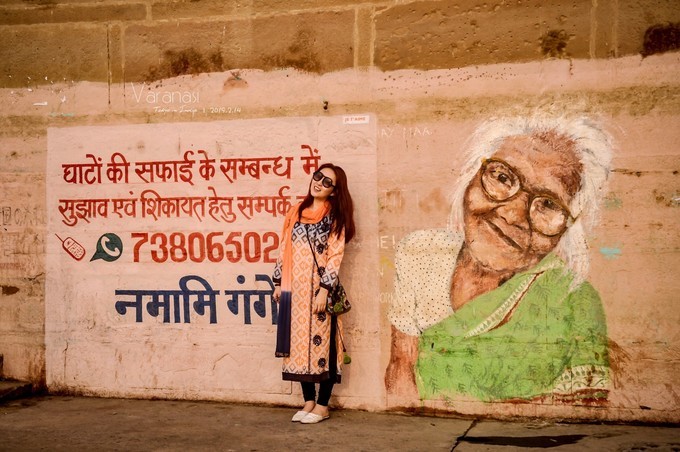 Varanasi
घाटों की सफाई के सम्बन्ध में
सुझाव एवं शिकायत हेतु सम्पर्क
73806502
नमामि गंगे